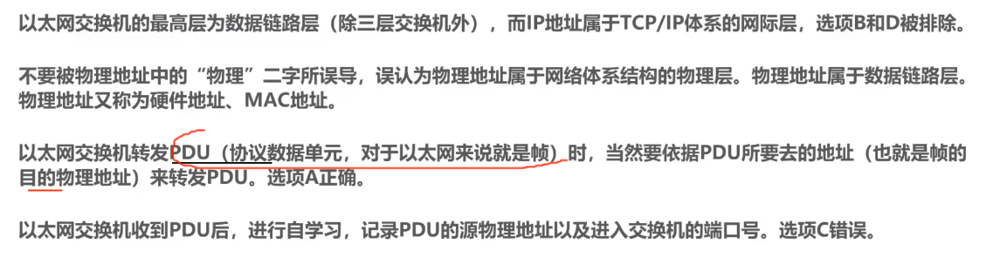 以太网交换机的最高层为数据链路层（除三层交换机外），而IP地址属于TCP/IP体系的网际层，选项B和D被排除。
不要被物理地址中的“物理”二字所误导，误认为物理地址属于网络体系结构的物理层。物理地址属于数据链路层。
物理地址又称为硬件地址、MAC地址。
以太网交换机转发PDU（协议数据单元，对于以太网来说就是帧）时，当然要依据PDU所要去的地址（也就是帧的
目的物理地址）来转发PDU。选项A正确。
以太网交换机收到PDU后，进行自学习，记录PDU的源物理地址以及进入交换机的端口号。选项C错误。